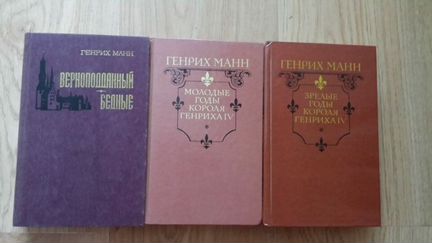 ГЕНРИХ МАНН
ВЕРНОПОДДАННЫЙ
БЕДНЫЕ
ГЕНРИХ МАНН
МОЛОДЫЕ
ГОДЫ
КОРОЛЯ
ГЕНРИХА IV
ГЕНРИХ МАНН
ЗРЕЛЫЕ
ГОДЫ
КОРОЛЯ
ГЕНРИХА IV